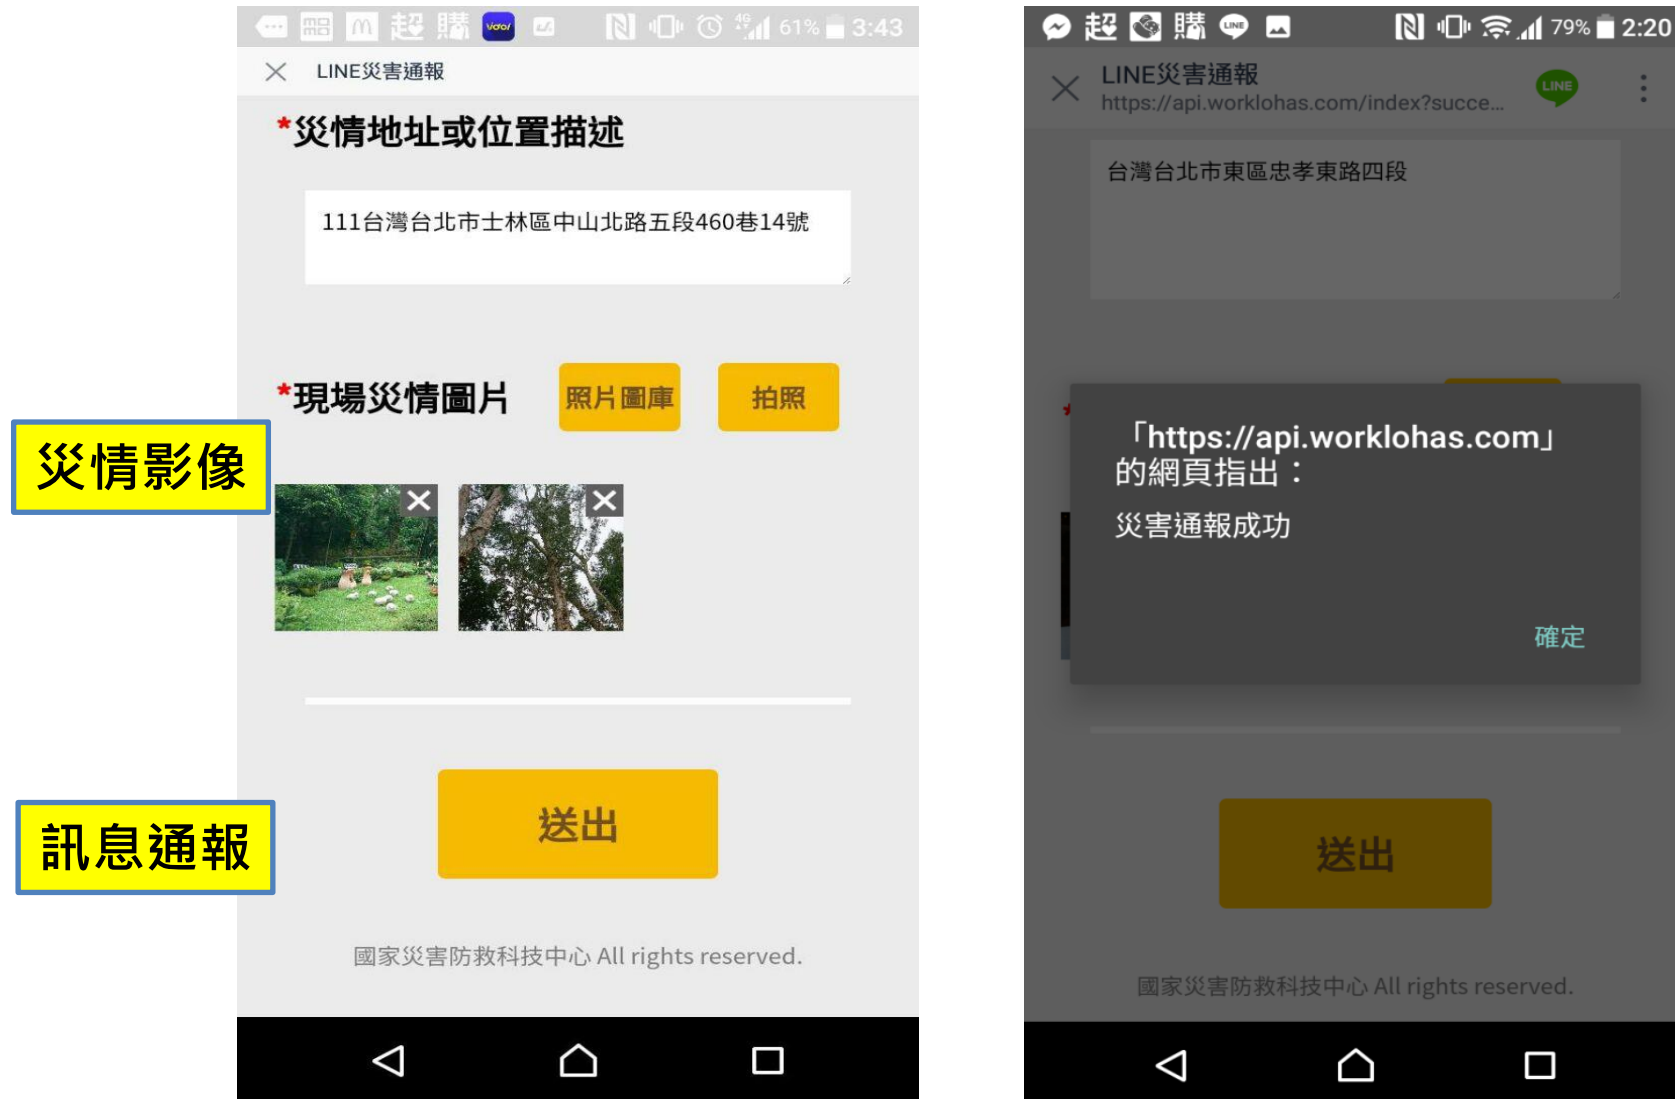 61% 3:43
LINE災害通報
*災情地址或位置描述
111台灣台北市士林區中山北路五段460巷14號
*現場災情圖片
照片圖庫
拍照
災情影像
送出
訊息通報
國家災害防救科技中心 All rights reserved.
超 購 LINE 79% 2:20
LINE災害通報
https://api.worklohas.com/index?succe...
LINE
台灣台北市東區忠孝東路四段
*
「https://api.worklohas.com」
的網頁指出：
災害通報成功
確定
送出
國家災害防救科技中心 All rights reserved.